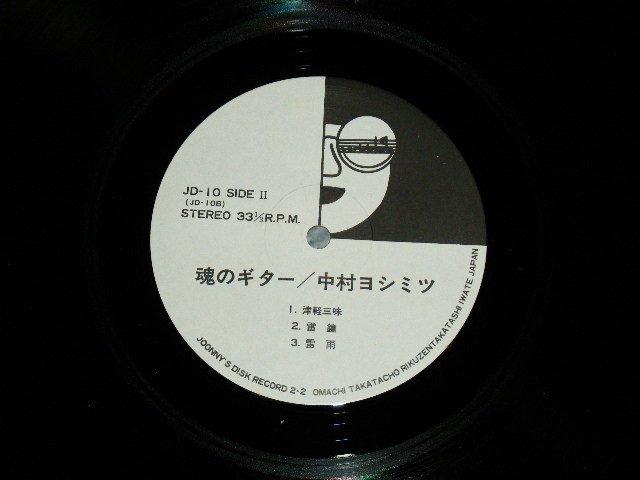 JD-10 SIDE II
(JD-10B)
STEREO 33⅓R.P.M.
魂のギター／中村ヨシミツ
1. 津軽三味
2. 雷鐘
3. 雷雨
JOONNY'S DISK RECORD 2-2 OMACHI TAKATACHO RIKUZENTAKATASHI IWATE JAPAN